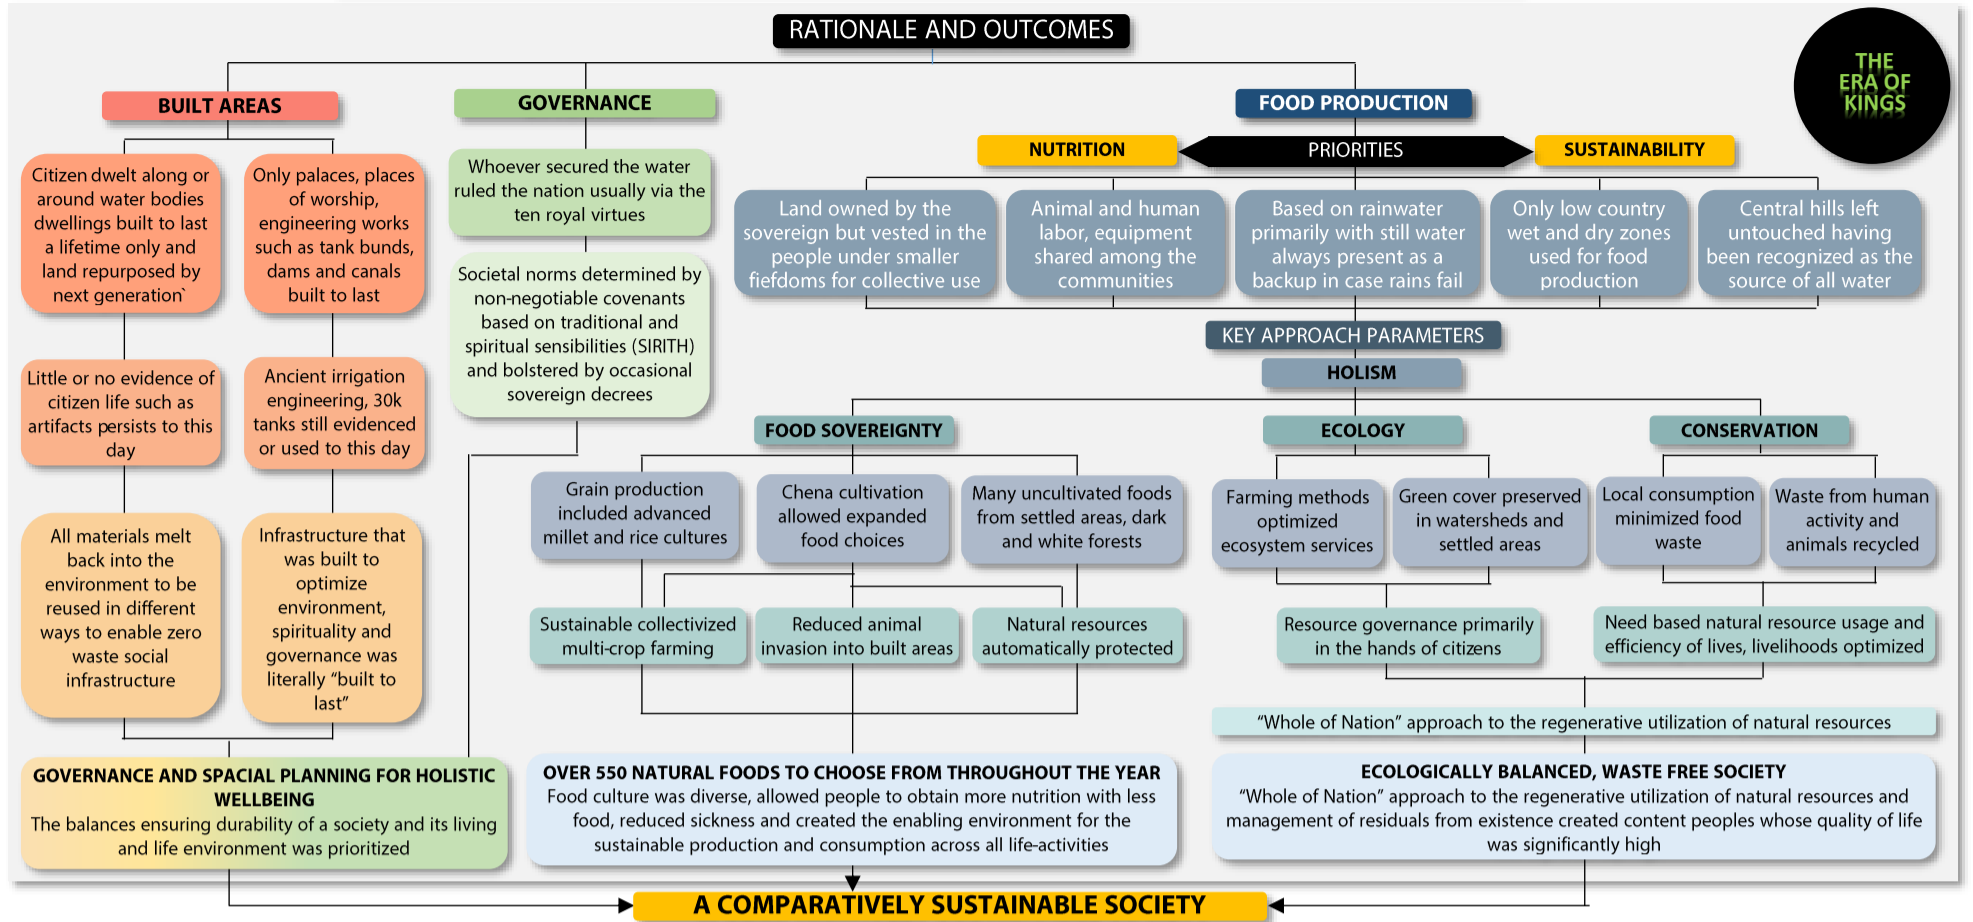 RATIONALE AND OUTCOMES
THE
ERA OF
KINGS
BUILT AREAS
Citizen dwelt along or
around water bodies
dwellings built to last
a lifetime only and
land repurposed by
next generation`
Only palaces, places
of worship,
engineering works
such as tank bunds,
dams and canals
built to last
Little or no evidence of
citizen life such as
artifacts persists to this
day
Ancient irrigation
engineering, 30k
tanks still evidenced
or used to this day
All materials melt
back into the
environment to be
reused in different
ways to enable zero
waste social
infrastructure
Infrastructure that
was built to
optimize
environment,
spirituality and
governance was
literally “built to
last”
GOVERNANCE
Whoever secured the water
ruled the nation usually via the
ten royal virtues
Societal norms determined by
non-negotiable covenants
based on traditional and
spiritual sensibilities (SIRITH)
and bolstered by occasional
sovereign decrees
GOVERNANCE AND SPACIAL PLANNING FOR HOLISTIC
WELLBEING
The balances ensuring durability of a society and its living
and life environment was prioritized
FOOD PRODUCTION
NUTRITION
PRIORITIES
SUSTAINABILITY
Land owned by the
sovereign but vested in the
people under smaller
fiefdoms for collective use
Animal and human
labor, equipment
shared among the
communities
Based on rainwater
primarily with still water
always present as a
backup in case rains fail
Only low country
wet and dry zones
used for food
production
Central hills left
untouched having
been recognized as the
source of all water
KEY APPROACH PARAMETERS
HOLISM
FOOD SOVEREIGNTY
Grain production
included advanced
millet and rice cultures
Chena cultivation
allowed expanded
food choices
Many uncultivated foods
from settled areas, dark
and white forests
Sustainable collectivized
multi-crop farming
Reduced animal
invasion into built areas
Natural resources
automatically protected
OVER 550 NATURAL FOODS TO CHOOSE FROM THROUGHOUT THE YEAR
Food culture was diverse, allowed people to obtain more nutrition with less
food, reduced sickness and created the enabling environment for the
sustainable production and consumption across all life-activities
ECOLOGY
Farming methods
optimized
ecosystem services
Green cover preserved
in watersheds and
settled areas
Resource governance primarily
in the hands of citizens
CONSERVATION
Local consumption
minimized food
waste
Waste from human
activity and
animals recycled
Need based natural resource usage and
efficiency of lives, livelihoods optimized
“Whole of Nation” approach to the regenerative utilization of natural resources
ECOLOGICALLY BALANCED, WASTE FREE SOCIETY
“Whole of Nation” approach to the regenerative utilization of natural resources and
management of residuals from existence created content peoples whose quality of life
was significantly high
A COMPARATIVELY SUSTAINABLE SOCIETY